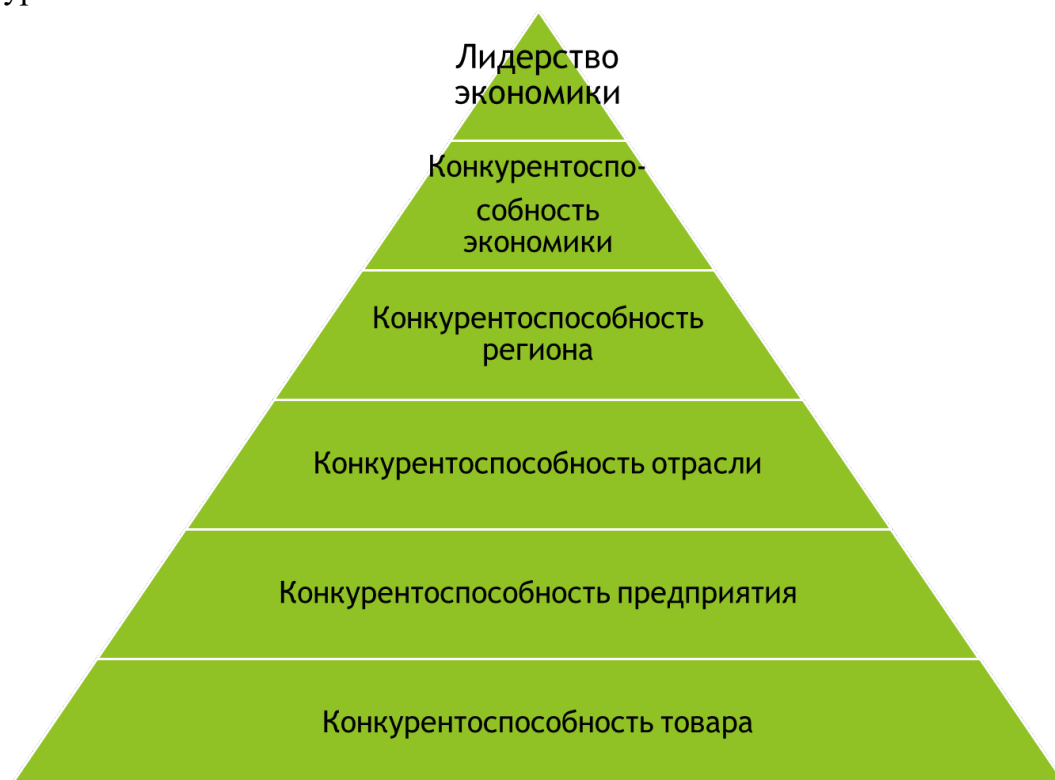 Лидерство
экономики
Конкурентоспо-
собность
экономики
Конкурентоспособность
региона
Конкурентоспособность отрасли
Конкурентоспособность предприятия
Конкурентоспособность товара